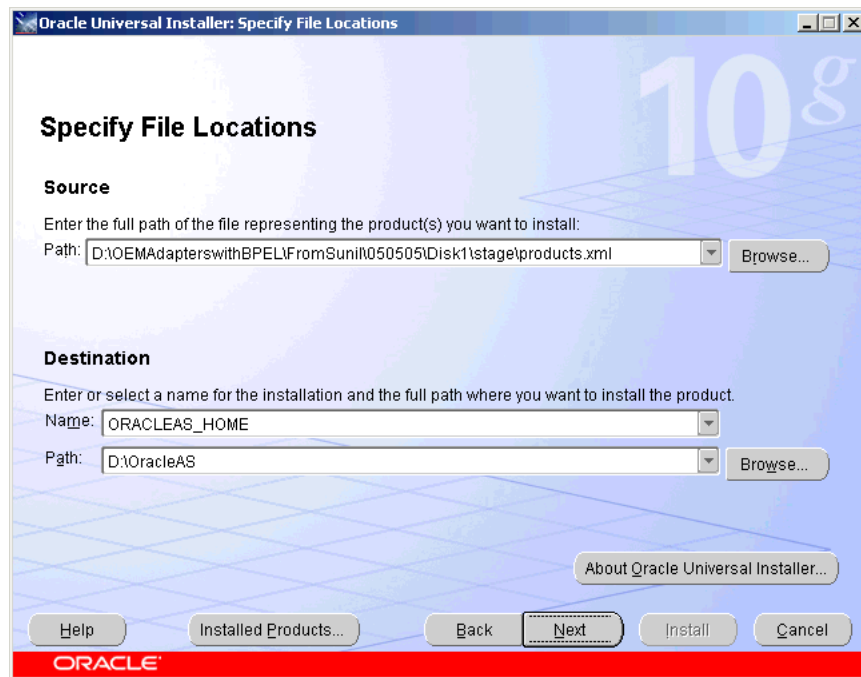 Oracle Universal Installer: Specify File Locations
10g
Specify File Locations
Source
Enter the full path of the file representing the product(s) you want to install:
Path: D:\OEMAdapterswithBPEL\FromSunil\050505\Disk1\stage\products.xml Browse...
Destination
Enter or select a name for the installation and the full path where you want to install the product.
Name: ORACLEAS_HOME
Path: D:\OracleAS Browse...
About Oracle Universal Installer...
Help Installed Products... Back Next Install Cancel
ORACLE